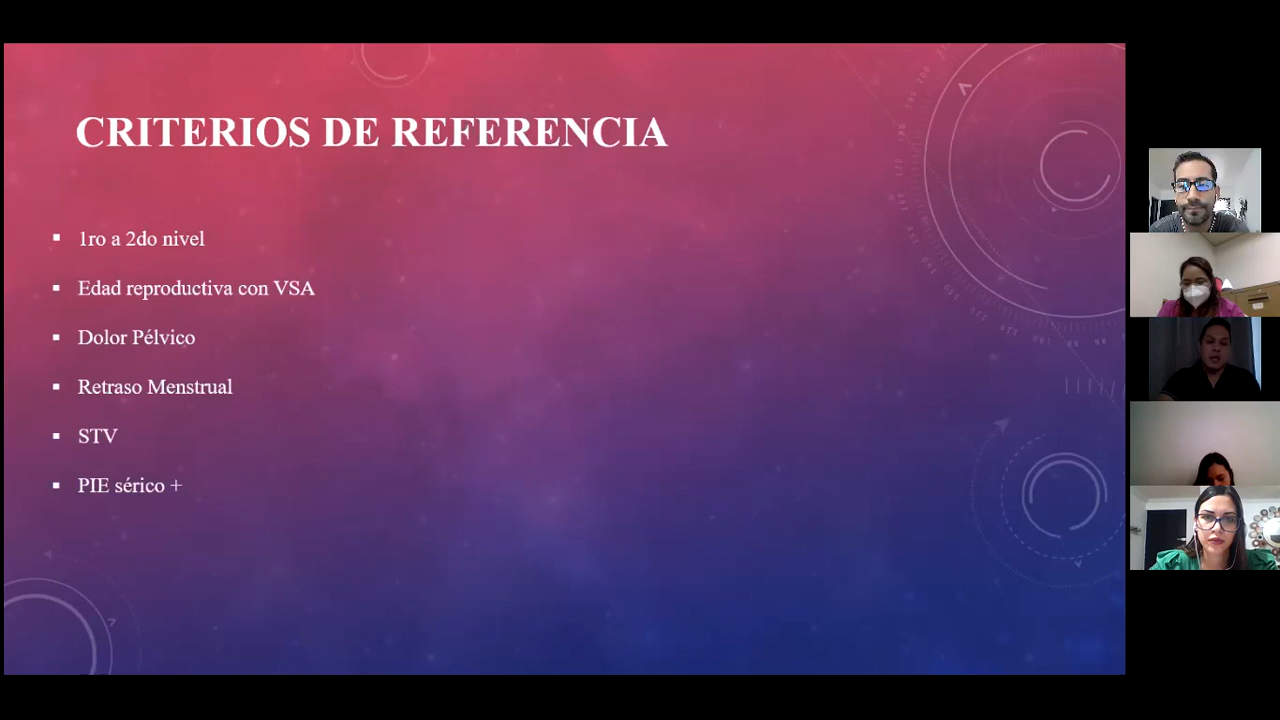 CRITERIOS DE REFERENCIA
1ro a 2do nivel
Edad reproductiva con VSA
Dolor Pélvico
Retraso Menstrual
STV
PIE sérico +